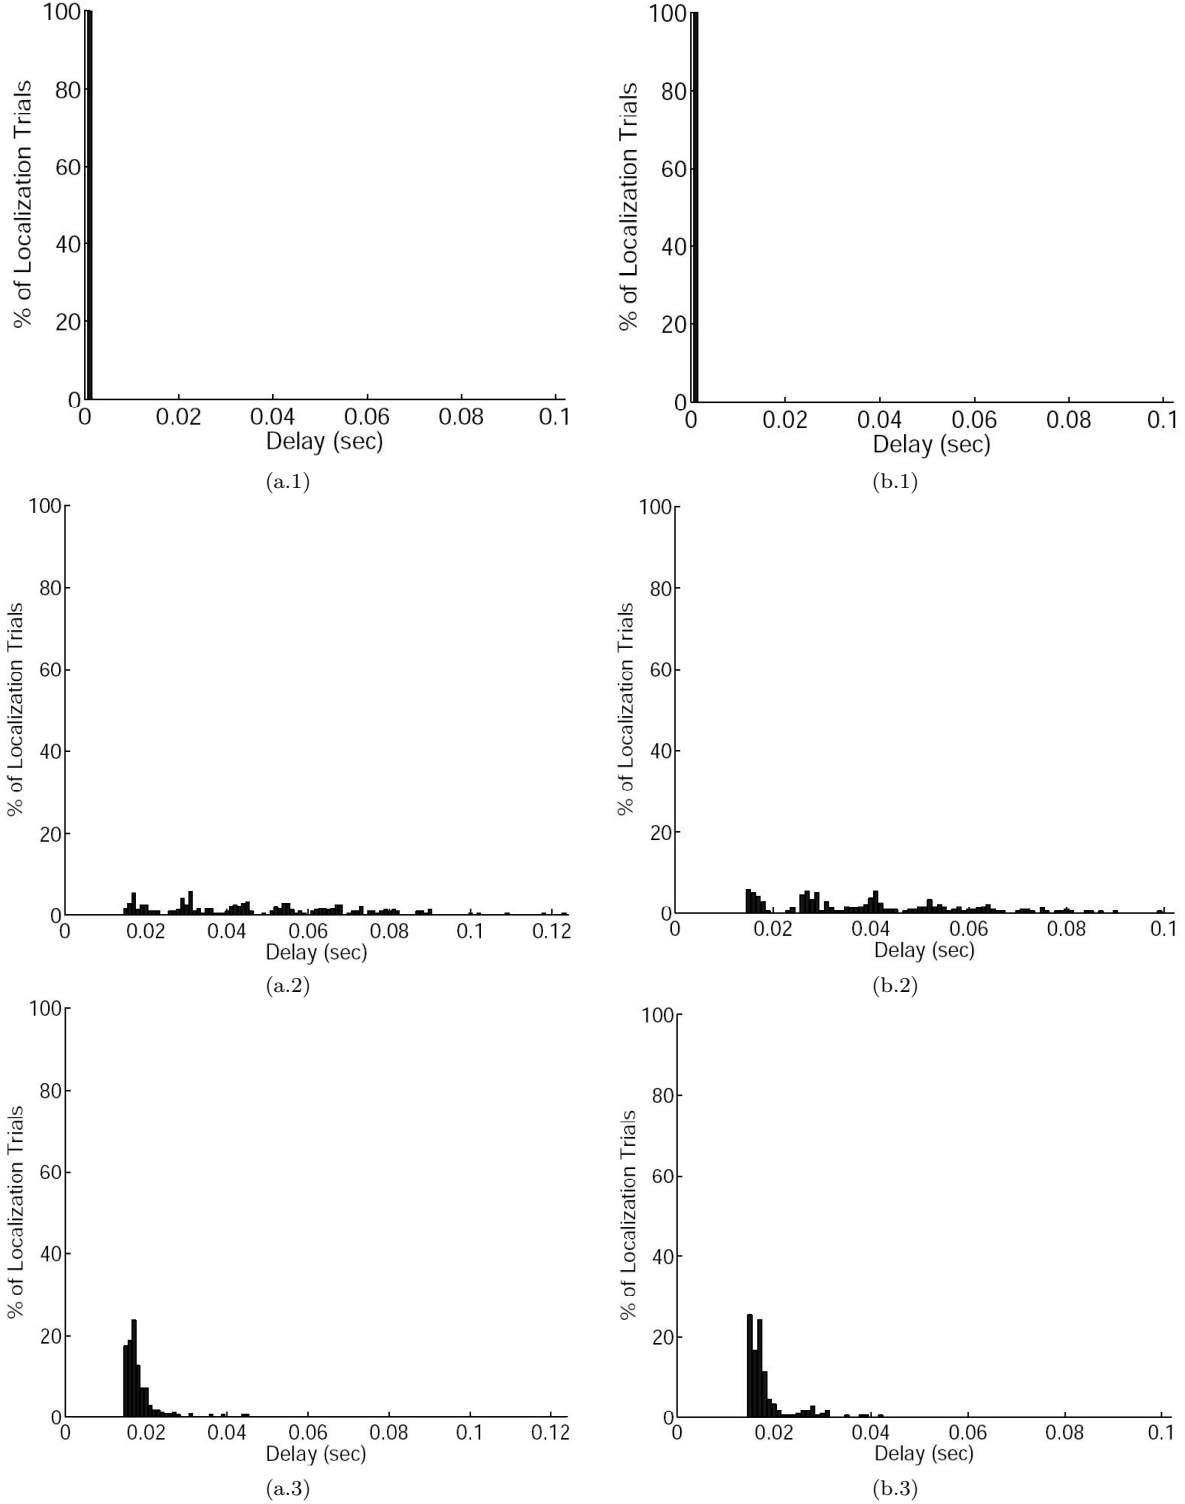 100
80
60
40
20
0
% of Localization Trials
0 0.02 0.04 0.06 0.08 0.1
Delay (sec)
(a.1)
100
80
60
40
20
0
% of Localization Trials
0 0.02 0.04 0.06 0.08 0.1
Delay (sec)
(b.1)
100
80
60
40
20
0
% of Localization Trials
0 0.02 0.04 0.06 0.08 0.1 0.12
Delay (sec)
(a.2)
100
80
60
40
20
0
% of Localization Trials
0 0.02 0.04 0.06 0.08 0.1
Delay (sec)
(b.2)
100
80
60
40
20
0
% of Localization Trials
0 0.02 0.04 0.06 0.08 0.1 0.12
Delay (sec)
(a.3)
100
80
60
40
20
0
% of Localization Trials
0 0.02 0.04 0.06 0.08 0.1
Delay (sec)
(b.3)